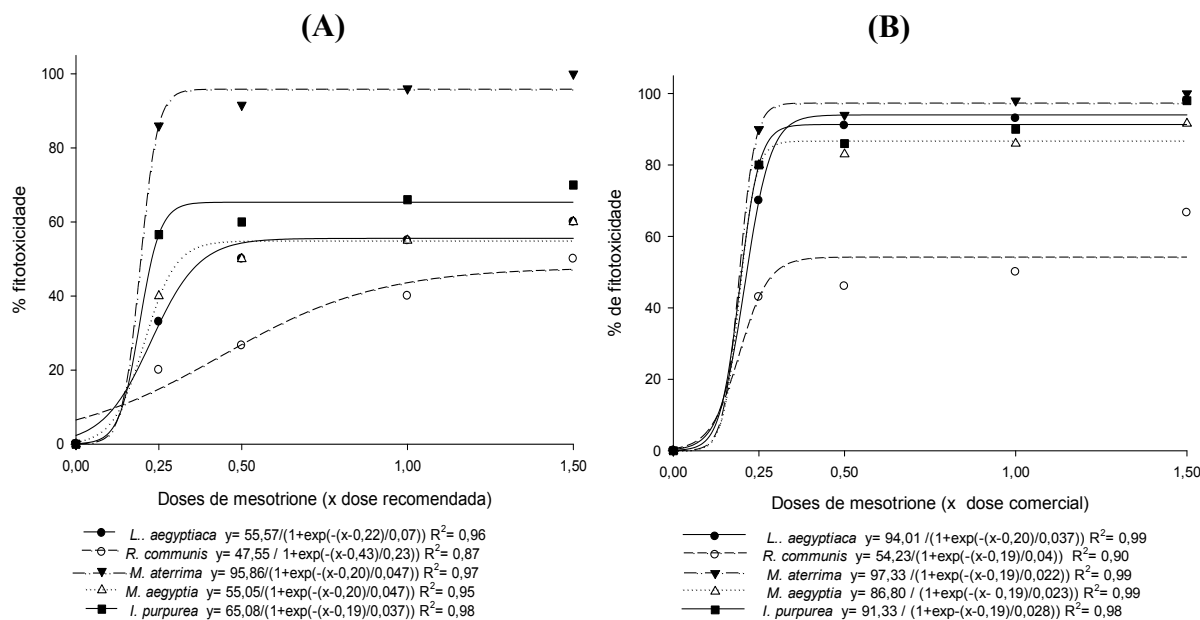 (A)
% fitotoxicidade
100
80
60
40
20
0
0,00 0,25 0,50 1,00 1,50
Doses de mesotrione (x dose recomendada)
L.. aegyptiaca y= 55,57/(1+exp(-(x-0,22)/0,07)) R²= 0,96
R. communis y= 47,55 / 1+exp(-(x-0,43)/0,23)) R²= 0,87
M. aterrima y= 95,86/(1+exp(-(x-0,20)/0,047)) R²= 0,97
M. aegyptia y= 55,05/(1+exp(-(x-0,20)/0,047)) R²= 0,95
I. purpurea y= 65,08/(1+exp(-(x-0,19)/0,037)) R²= 0,98
(B)
% de fitotoxicidade
100
80
60
40
20
0
0,00 0,25 0,50 1,00 1,50
Doses de mesotrione (x dose comercial)
L. aegyptiaca y= 94,01 /(1+exp(-(x-0,20)/0,037)) R²= 0,99
R. communis y= 54,23/(1+exp(-(x-0,19)/0,04)) R²= 0,90
M. aterrima y= 97,33 /(1+exp(-(x-0,19)/0,022)) R²= 0,99
M. aegyptia y= 86,80 / (1+exp(-(x- 0,19)/0,023)) R²= 0,99
I. purpurea y= 91,33 / (1+exp-(x-0,19)/0,028)) R²= 0,98